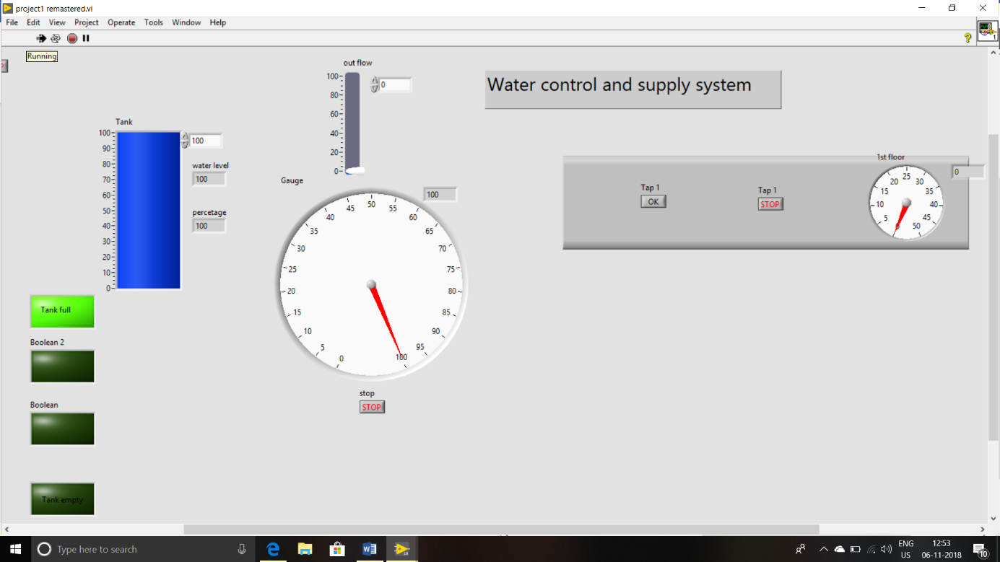 project1 remastered.vi
File Edit View Project Operate Tools Window Help
1
Running
out flow
100
80
60
40
20
0
0
Water control and supply system
Tank
100
90
80
70
60
50
40
30
20
10
0
100
water level
100
percetage
100
Gauge
100
0 5 10 15 20 25 30 35 40 45 50 55 60 65 70 75 80 85 90 95 100
stop
STOP
Tap 1
OK
Tap 1
STOP
1st floor
0
0 5 10 15 20 25 30 35 40 45 50
Tank full
Boolean 2
Boolean
Tank empty
Type here to search
ENG
US
12:53
06-11-2018
10